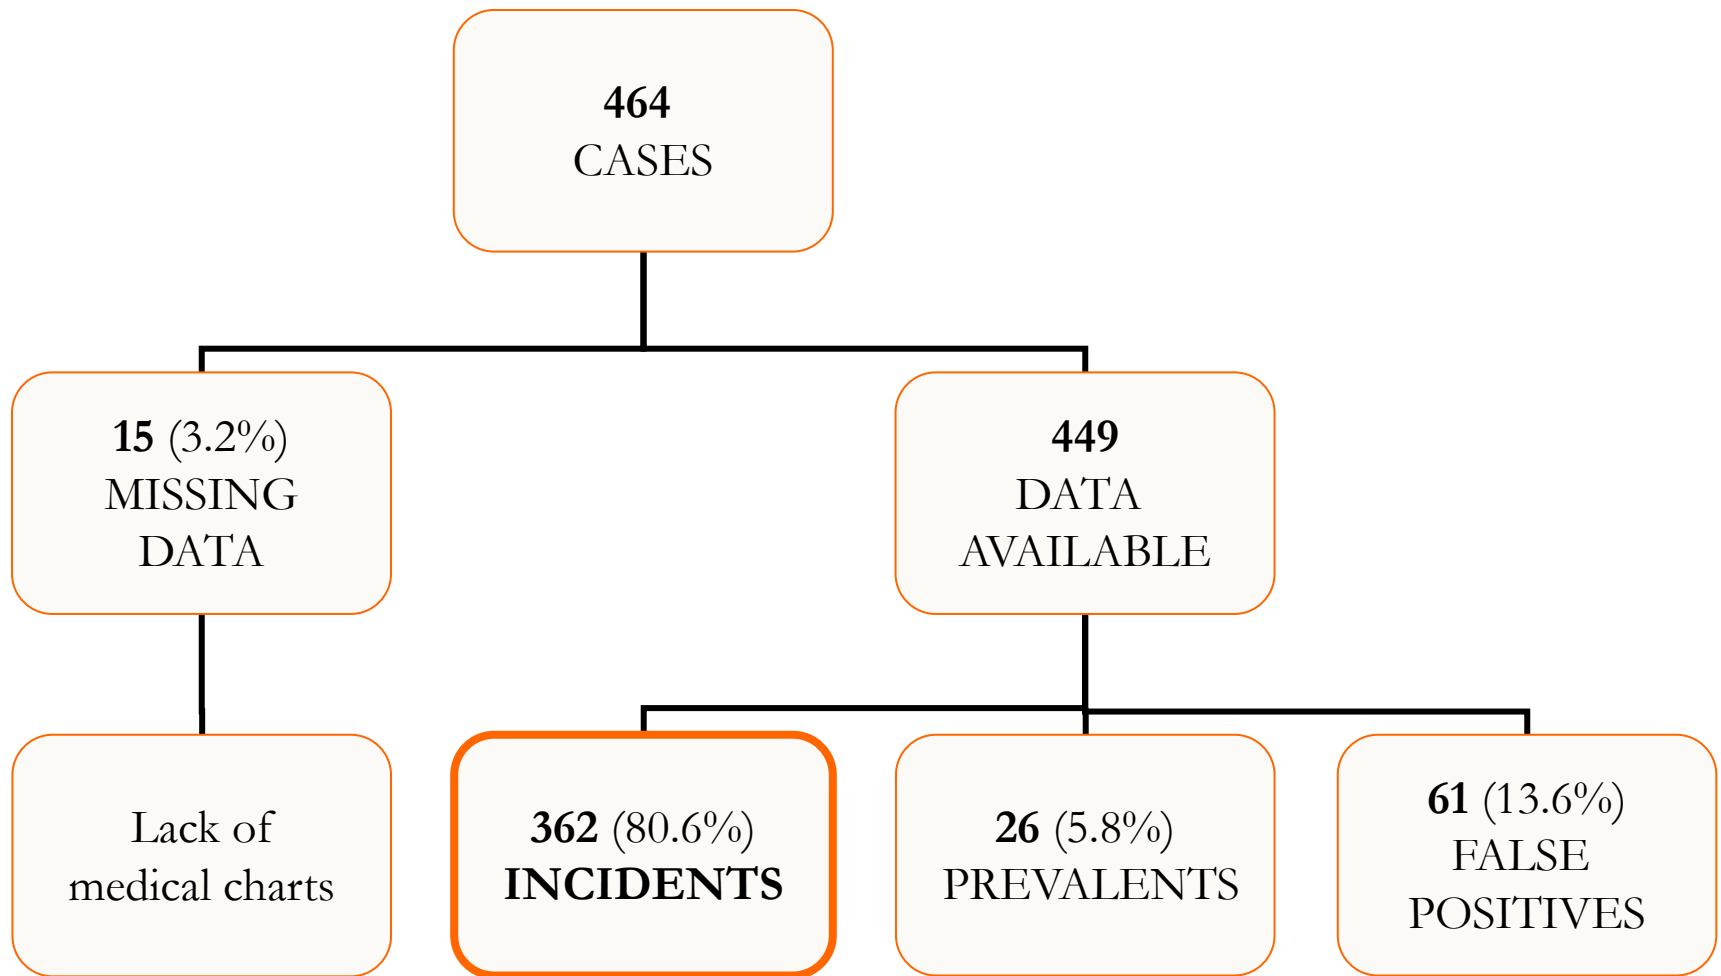 464
CASES
15 (3.2%)
MISSING
DATA
449
DATA
AVAILABLE
Lack of
medical charts
362 (80.6%)
INCIDENTS
26 (5.8%)
PREVALENTS
61 (13.6%)
FALSE
POSITIVES